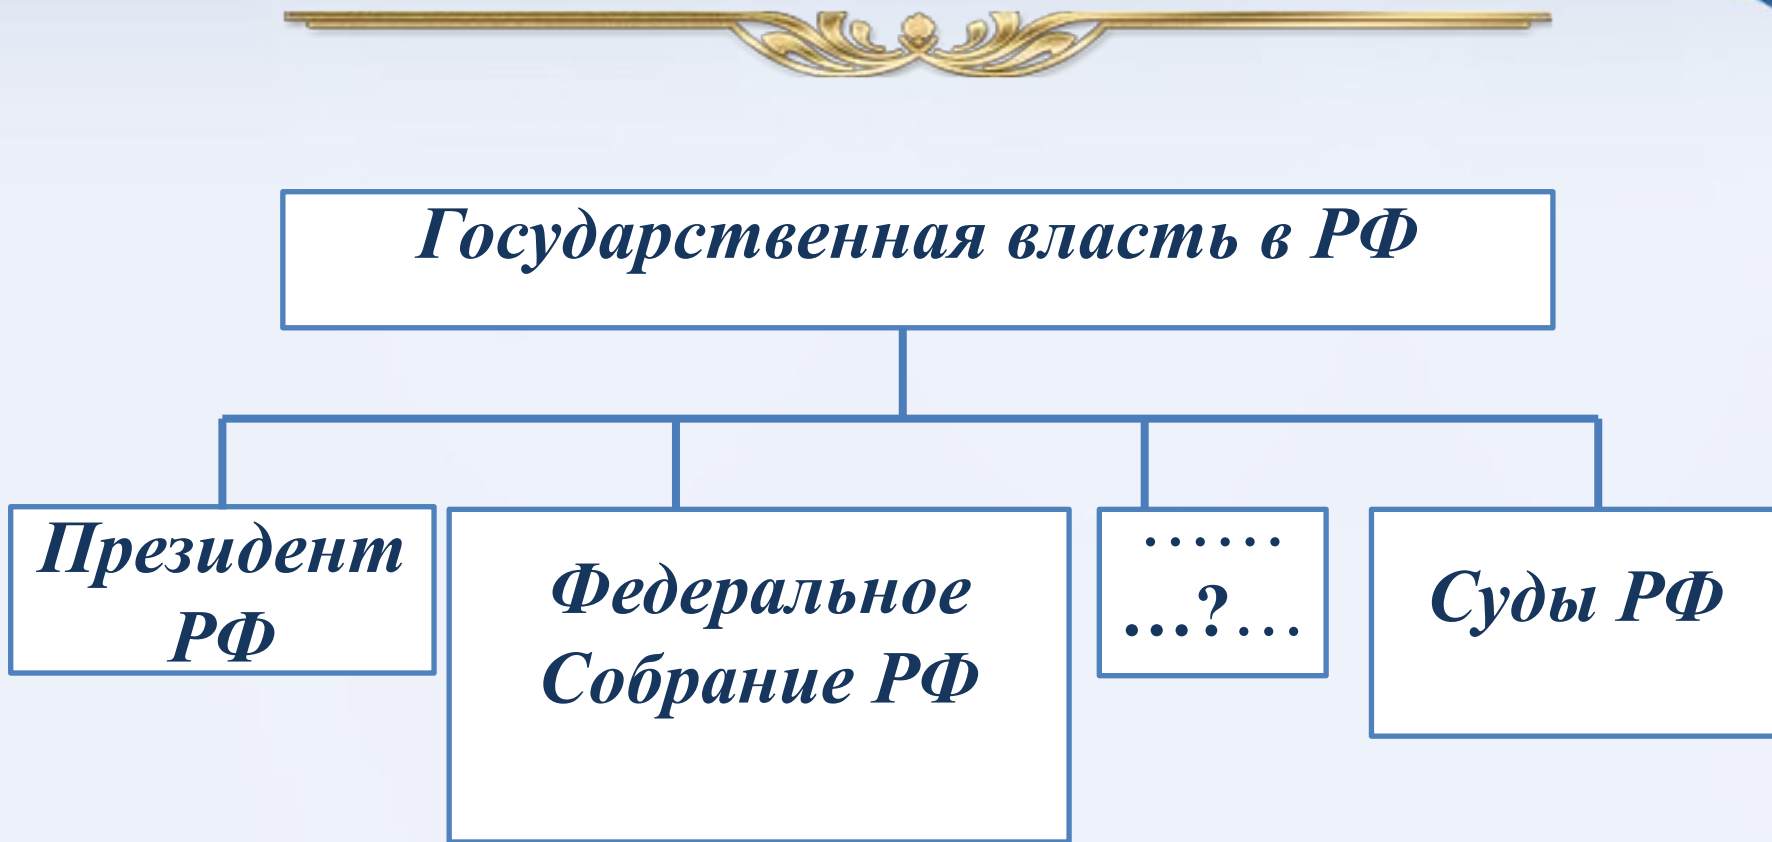 Государственная власть в РФ
Президент
РФ
Федеральное
Собрание РФ
……
...?…
Суды РФ